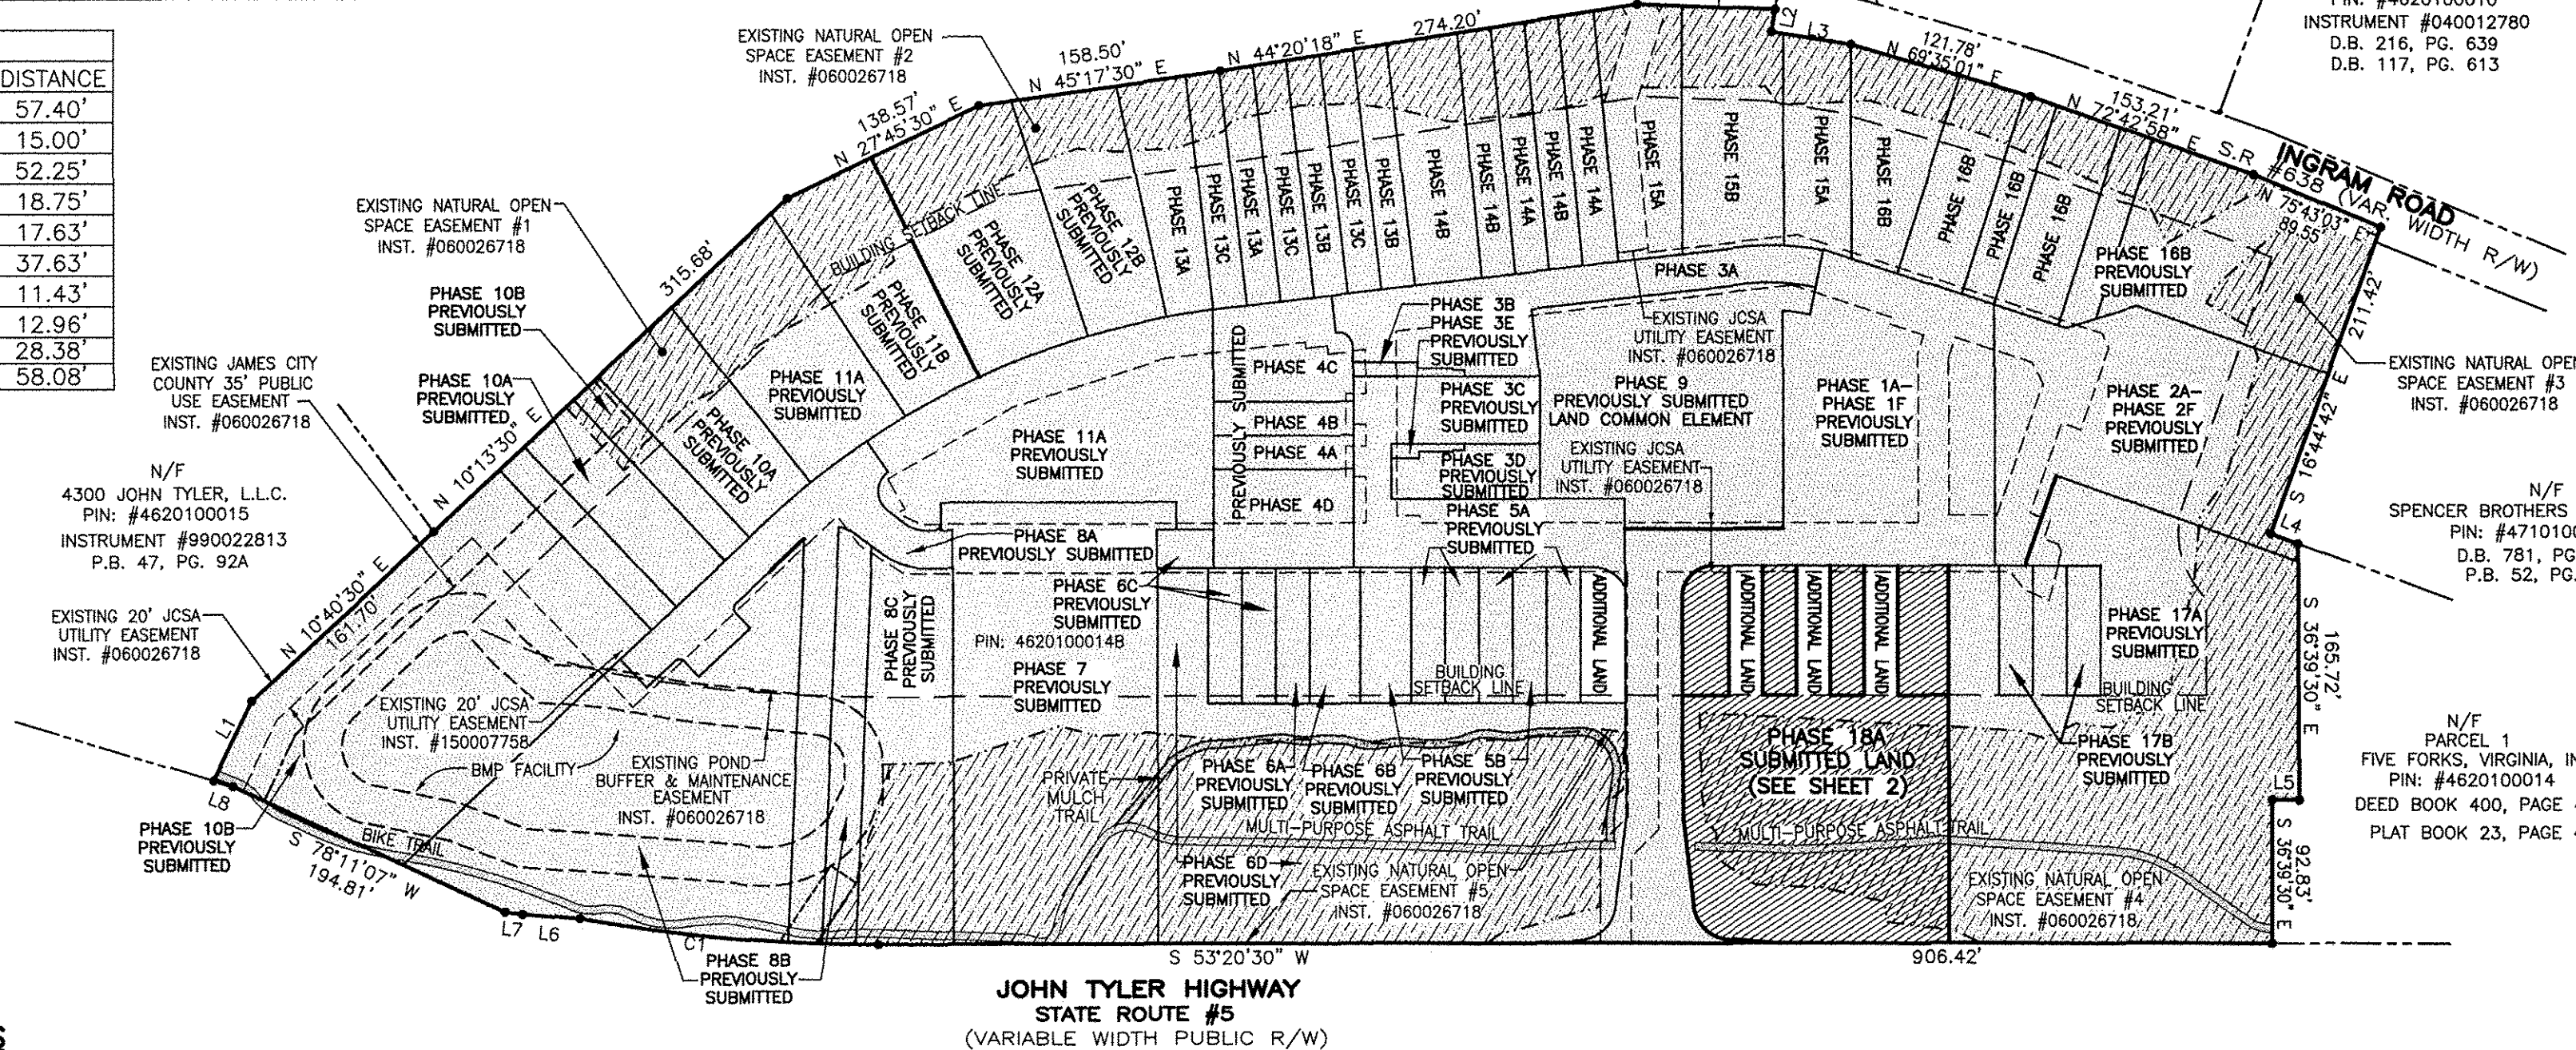 DISTANCE
57.40'
15.00'
52.25'
18.75'
17.63'
37.63'
11.43'
12.96'
28.38'
58.08'
INSTRUMENT #040012780
D.B. 216, PG. 639
D.B. 117, PG. 613
EXISTING NATURAL OPEN
SPACE EASEMENT #2
INST. #060026718
EXISTING NATURAL OPEN
SPACE EASEMENT #1
INST. #060026718
PHASE 10B
PREVIOUSLY
SUBMITTED
PHASE 10A
PREVIOUSLY
SUBMITTED
EXISTING JAMES CITY
COUNTY 35' PUBLIC
USE EASEMENT
INST. #060026718
N/F
4300 JOHN TYLER, L.L.C.
PIN: #4620100015
INSTRUMENT #990022813
P.B. 47, PG. 92A
EXISTING 20' JCSA
UTILITY EASEMENT
INST. #060026718
L1
N 10°40'30" E
161.70'
N 10°13'30" E
315.68'
N 27°45'30" E
138.57'
N 45°17'30" E
158.50'
N 44°20'18" E
274.20'
L2
L3
N 69°35'01" E
121.78'
N 72°42'58" E
153.21'
S.R. #638 (VAR. WIDTH R/W)
INGRAM ROAD
N 75°43'03" E
89.55'
S 16°44'42" E
211.42'
EXISTING NATURAL OPEN
SPACE EASEMENT #3
INST. #060026718
N/F
SPENCER BROTHERS
D.B. 781, PG.
P.B. 52, PG.
L4
S 36°39'30" E
165.72'
N/F
PARCEL 1
FIVE FORKS, VIRGINIA,
PIN: #4620100014
DEED BOOK 400, PAGE
PLAT BOOK 23, PAGE
L5
S 36°39'30" E
92.83'
BUILDING SETBACK LINE
PHASE 10A
PREVIOUSLY
SUBMITTED
PHASE 11A
PREVIOUSLY
SUBMITTED
PHASE 11B
PREVIOUSLY
SUBMITTED
PHASE 12A
PREVIOUSLY
SUBMITTED
PHASE 12B
PREVIOUSLY
SUBMITTED
PHASE 13A
PHASE 13C
PHASE 13A
PHASE 13C
PHASE 13B
PHASE 13C
PHASE 13B
PHASE 14B
PHASE 14B
PHASE 14A
PHASE 14B
PHASE 14A
PHASE 15A
PHASE 15B
PHASE 15A
PHASE 16B
PHASE 16B
PHASE 16B
PHASE 16B
PHASE 16B
PREVIOUSLY
SUBMITTED
PHASE 3A
PHASE 3B
PHASE 3E
PREVIOUSLY
SUBMITTED
EXISTING JCSA
UTILITY EASEMENT
INST. #060026718
PHASE 11A
PREVIOUSLY
SUBMITTED
PREVIOUSLY SUBMITTED
PHASE 4C
PHASE 4B
PHASE 4A
PHASE 4D
PHASE 3C
PREVIOUSLY
SUBMITTED
PHASE 3D
PREVIOUSLY
SUBMITTED
PHASE 9
PREVIOUSLY SUBMITTED
LAND COMMON ELEMENT
EXISTING JCSA
UTILITY EASEMENT
INST. #060026718
PHASE 1A-
PHASE 1F
PREVIOUSLY
SUBMITTED
PHASE 2A-
PHASE 2F
PREVIOUSLY
SUBMITTED
PHASE 5A
PREVIOUSLY
SUBMITTED
PHASE 8A
PREVIOUSLY SUBMITTED
PHASE 6C
PREVIOUSLY
SUBMITTED
PIN: 4620100014B
PHASE 8C
PREVIOUSLY
SUBMITTED
PHASE 7
PREVIOUSLY
SUBMITTED
BUILDING
SETBACK LINE
ADDITIONAL LAND
ADDITIONAL LAND
ADDITIONAL LAND
ADDITIONAL LAND
PHASE 17A
PREVIOUSLY
SUBMITTED
BUILDING
SETBACK LINE
PHASE 17B
PREVIOUSLY
SUBMITTED
PHASE 18A
SUBMITTED LAND
(SEE SHEET 2)
EXISTING 20' JCSA
UTILITY EASEMENT
INST. #150007758
BMP FACILITY
EXISTING POND
BUFFER & MAINTENANCE
EASEMENT
INST. #060026718
PRIVATE
MULCH
TRAIL
PHASE 6A
PREVIOUSLY
SUBMITTED
PHASE 6B
PREVIOUSLY
SUBMITTED
PHASE 5B
PREVIOUSLY
SUBMITTED
MULTI-PURPOSE ASPHALT TRAIL
MULTI-PURPOSE ASPHALT TRAIL
PHASE 6D
PREVIOUSLY
SUBMITTED
EXISTING NATURAL OPEN
SPACE EASEMENT #5
INST. #060026718
EXISTING NATURAL OPEN
SPACE EASEMENT #4
INST. #060026718
L8
PHASE 10B
PREVIOUSLY
SUBMITTED
BIKE TRAIL
S 78°11'07" W
194.81'
L7
L6
C1
PHASE 8B
PREVIOUSLY
SUBMITTED
S 53°20'30" W
906.42'
JOHN TYLER HIGHWAY
STATE ROUTE #5
(VARIABLE WIDTH PUBLIC R/W)